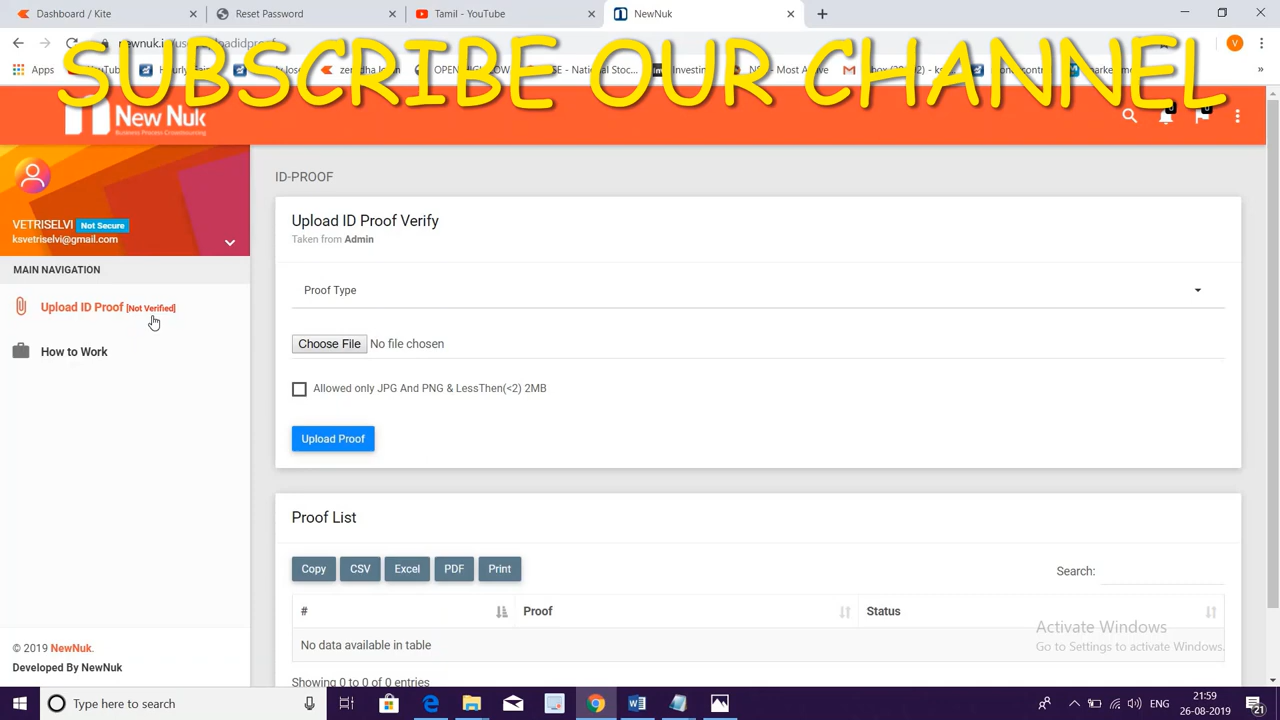 Dashboard / Kite
Reset Password
Tamil - YouTube
NewNuk
SUBSCRIBE OUR CHANNEL
Apps
New Nuk
Business Process Crowdsourcing
VETRISELVI Not Secure
ksvetriselvi@gmail.com
MAIN NAVIGATION
Upload ID Proof [Not Verified]
How to Work
© 2019 NewNuk.
Developed By NewNuk
ID-PROOF
Upload ID Proof Verify
Taken from Admin
Proof Type
Choose File No file chosen
Allowed only JPG And PNG & LessThen(<2) 2MB
Upload Proof
Proof List
Copy CSV Excel PDF Print
Search:
# Proof Status
No data available in table
Showing 0 to 0 of 0 entries
Activate Windows
Go to Settings to activate Windows.
Type here to search
ENG
21:59
26-08-2019
21